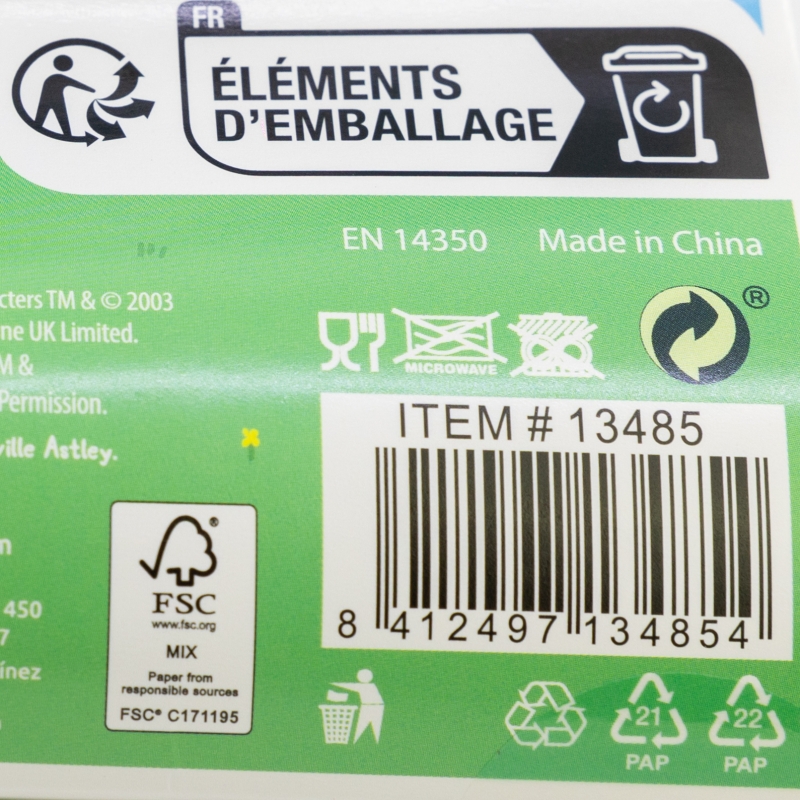 FR
ÉLÉMENTS
D'EMBALLAGE
EN 14350 Made in China
cters TM & © 2003
ne UK Limited.
M &
Permission.
ville Astley.
MICROWAVE
®
ITEM # 13485
8 412497 134854
n
450
7
ínez
®
FSC
www.fsc.org
MIX
Paper from
responsible sources
FSC® C171195
21
PAP
22
PAP